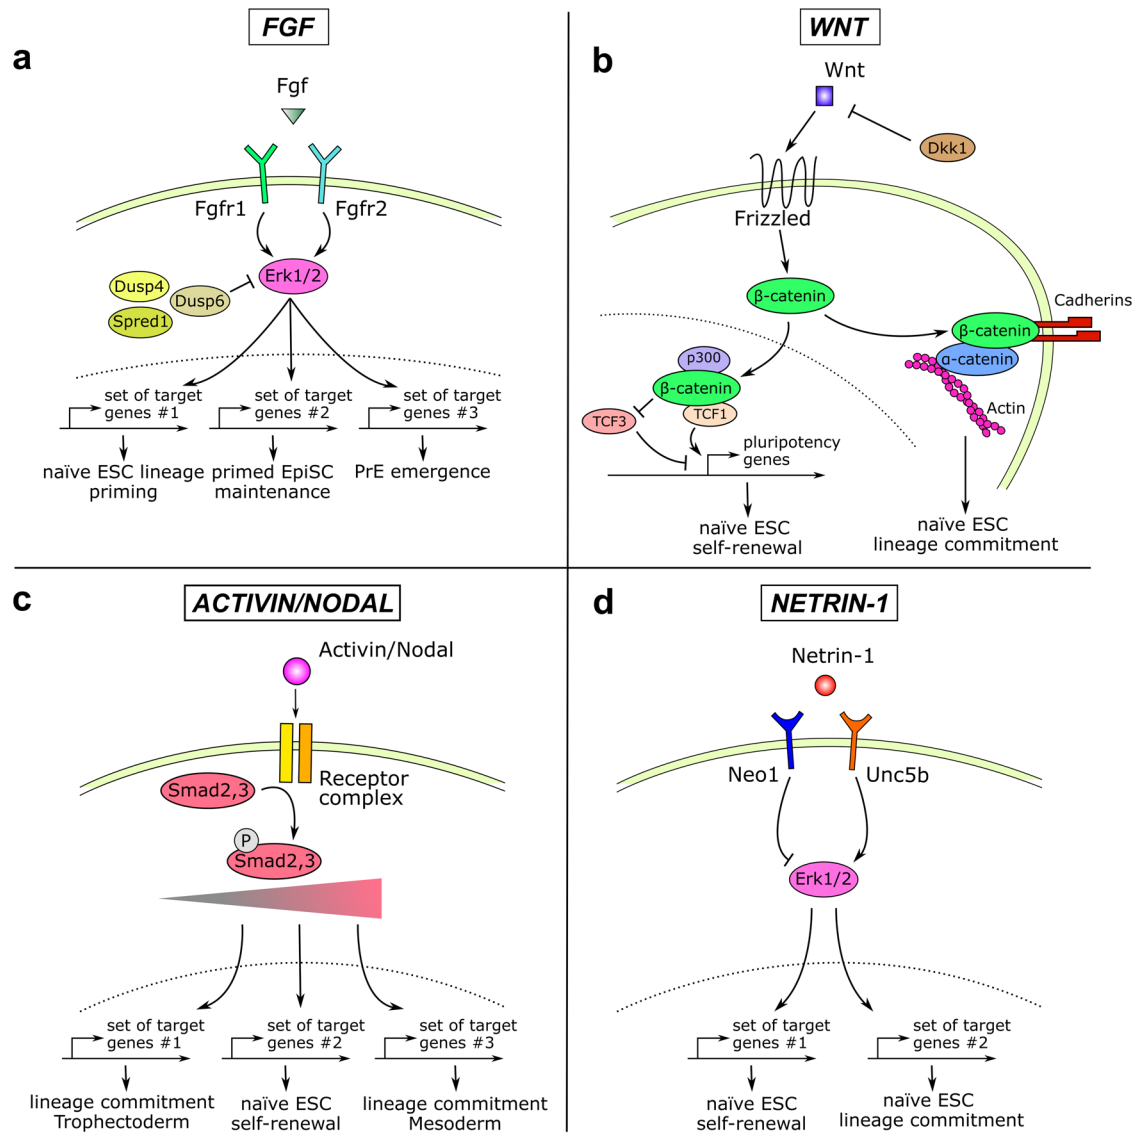 FGF
a
Fgf
Fgfr1
Fgfr2
Erk1/2
Dusp4
Dusp6
Spred1
set of target
genes #1
set of target
genes #2
set of target
genes #3
naïve ESC lineage
priming
primed EpiSC
maintenance
PrE emergence
WNT
b
Wnt
Dkk1
Frizzled
β-catenin
Cadherins
β-catenin
α-catenin
Actin
p300
β-catenin
TCF3
TCF1
pluripotency
genes
naïve ESC
self-renewal
naïve ESC
lineage commitment
c
ACTIVIN/NODAL
Activin/Nodal
Receptor
complex
Smad2,3
P
Smad2,3
set of target
genes #1
set of target
genes #2
set of target
genes #3
lineage commitment
Trophectoderm
naïve ESC
self-renewal
lineage commitment
Mesoderm
d
NETRIN-1
Netrin-1
Neo1
Unc5b
Erk1/2
set of target
genes #1
set of target
genes #2
naïve ESC
self-renewal
naïve ESC
lineage commitment